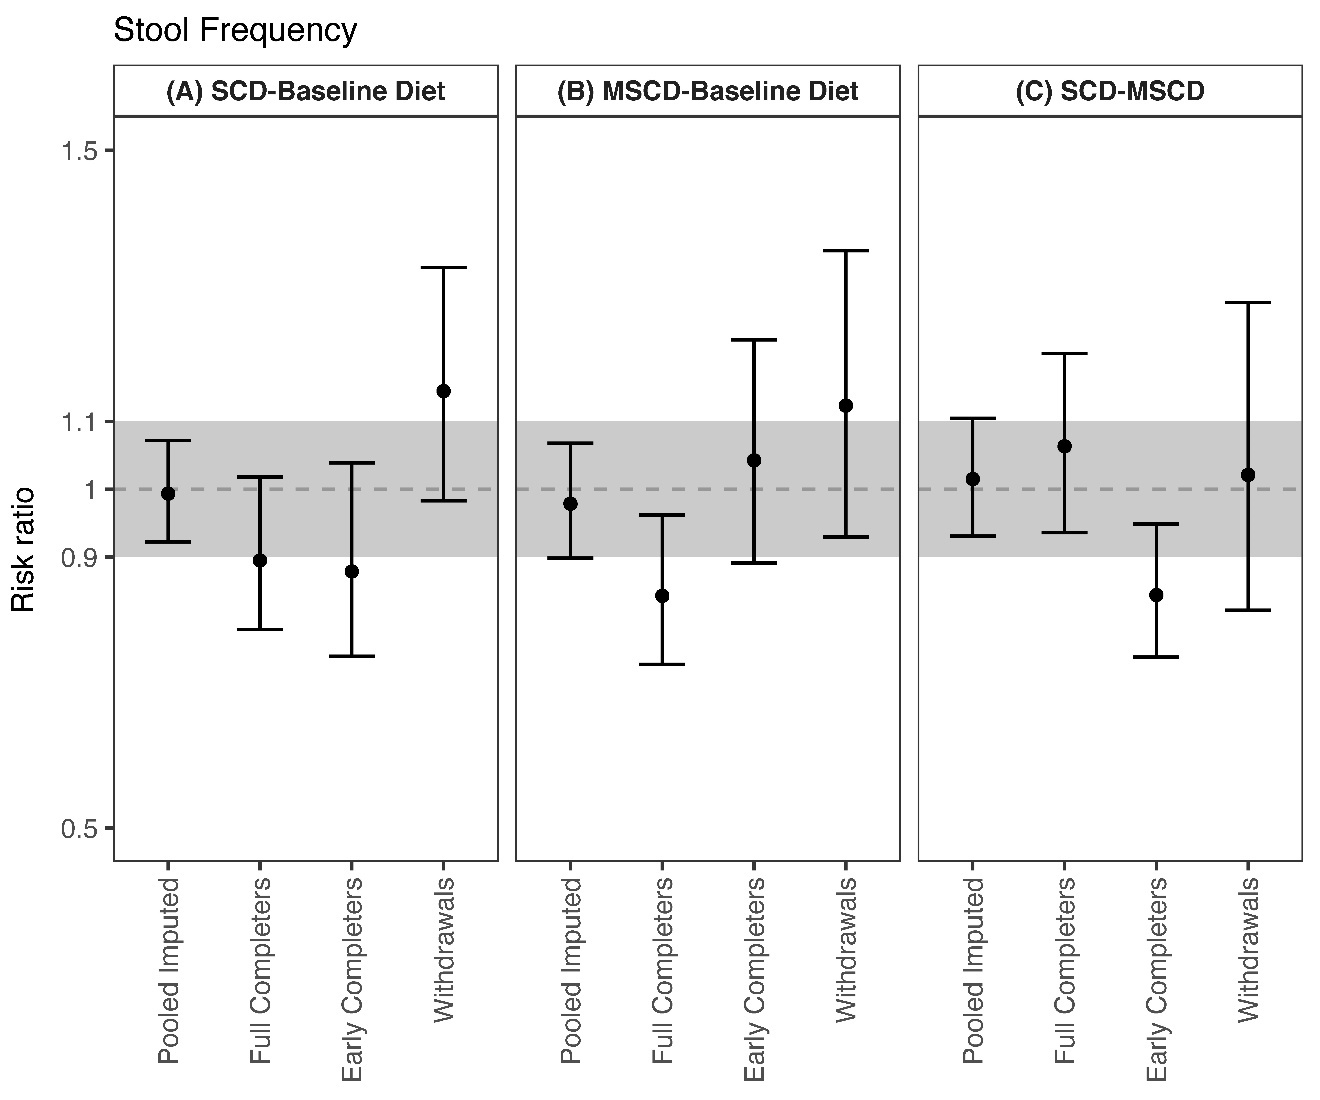 Stool Frequency
(A) SCD-Baseline Diet
(B) MSCD-Baseline Diet
(C) SCD-MSCD
Risk ratio
1.5
1.1
1
0.9
0.5
Pooled Imputed
Full Completers
Early Completers
Withdrawals
Pooled Imputed
Full Completers
Early Completers
Withdrawals
Pooled Imputed
Full Completers
Early Completers
Withdrawals